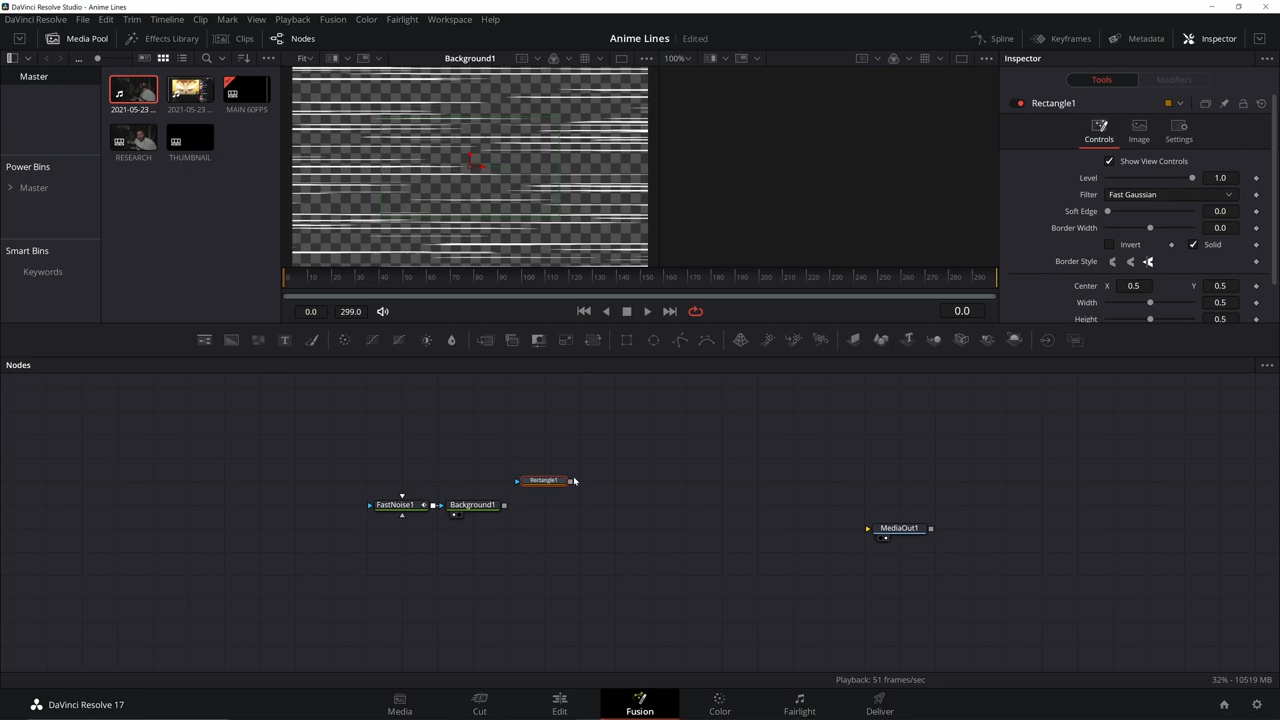 DaVinci Resolve Studio - Anime Lines
DaVinci Resolve File Edit Trim Timeline Clip Mark View Playback Fusion Color Fairlight Workspace Help
Media Pool Effects Library Clips Nodes Anime Lines Edited Spline Keyframes Metadata Inspector
... Fit Background1 100% Inspector
Master
Tools Modifiers
Rectangle1
2021-05-23 ... 2021-05-23 ... MAIN 60FPS
Control Image Settings
RESEARCH THUMBNAIL
Show View Controls
Power Bins
Level 1.0
Master
Filter Fast Gaussian
Soft Edge 0.0
Border Width 0.0
Invert Solid
Smart Bins
Border Style
Keywords
0 10 20 30 40 50 60 70 80 90 100 110 120 130 140 150 160 170 180 190 200 210 220 230 240 250 260 270 280 290
Center X 0.5 Y 0.5
Width 0.5
0.0 299.0 0.0
Height 0.5
T
Nodes
Rectangle1
FastNoise1 Background1
MediaOut1
Playback: 51 frames/sec 32% - 10519 MB
DaVinci Resolve 17 Media Cut Edit Fusion Color Fairlight Deliver